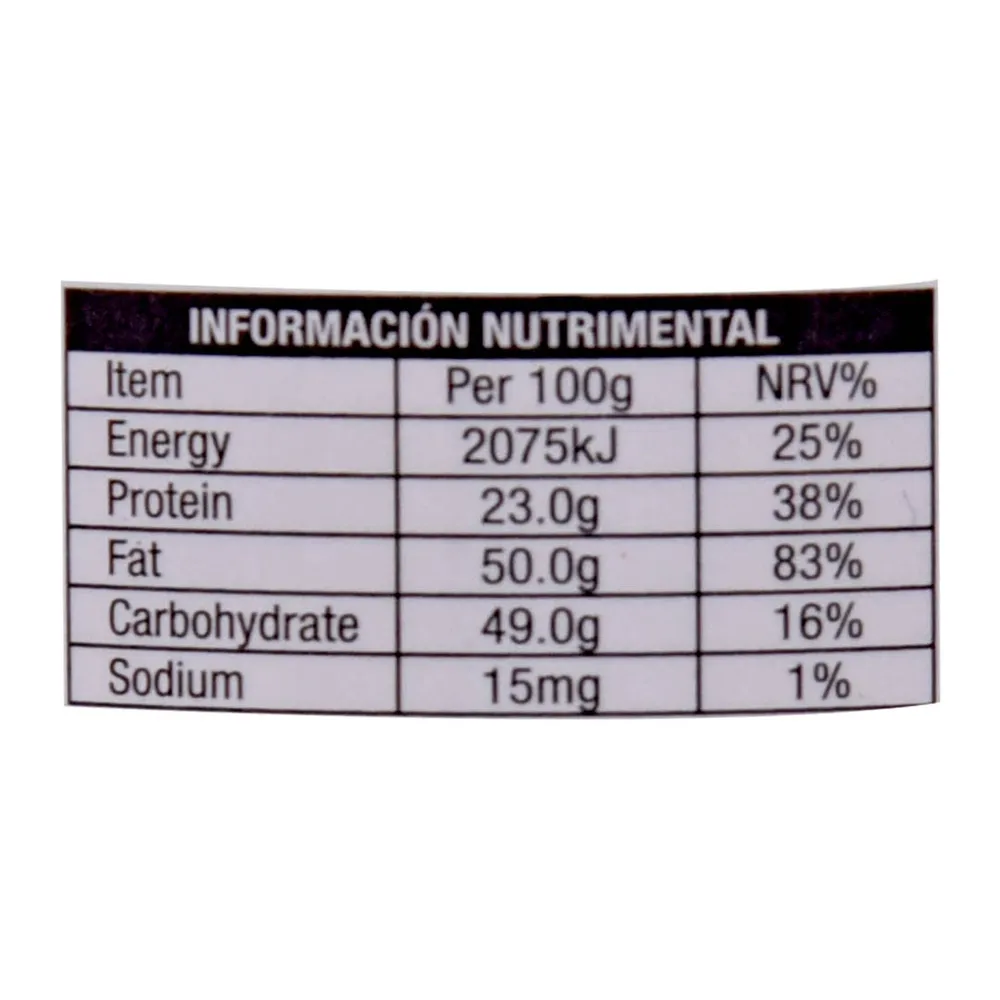 INFORMACIÓN NUTRIMENTAL
Item Per 100g NRV%
Energy 2075kJ 25%
Protein 23.0g 38%
Fat 50.0g 83%
Carbohydrate 49.0g 16%
Sodium 15mg 1%